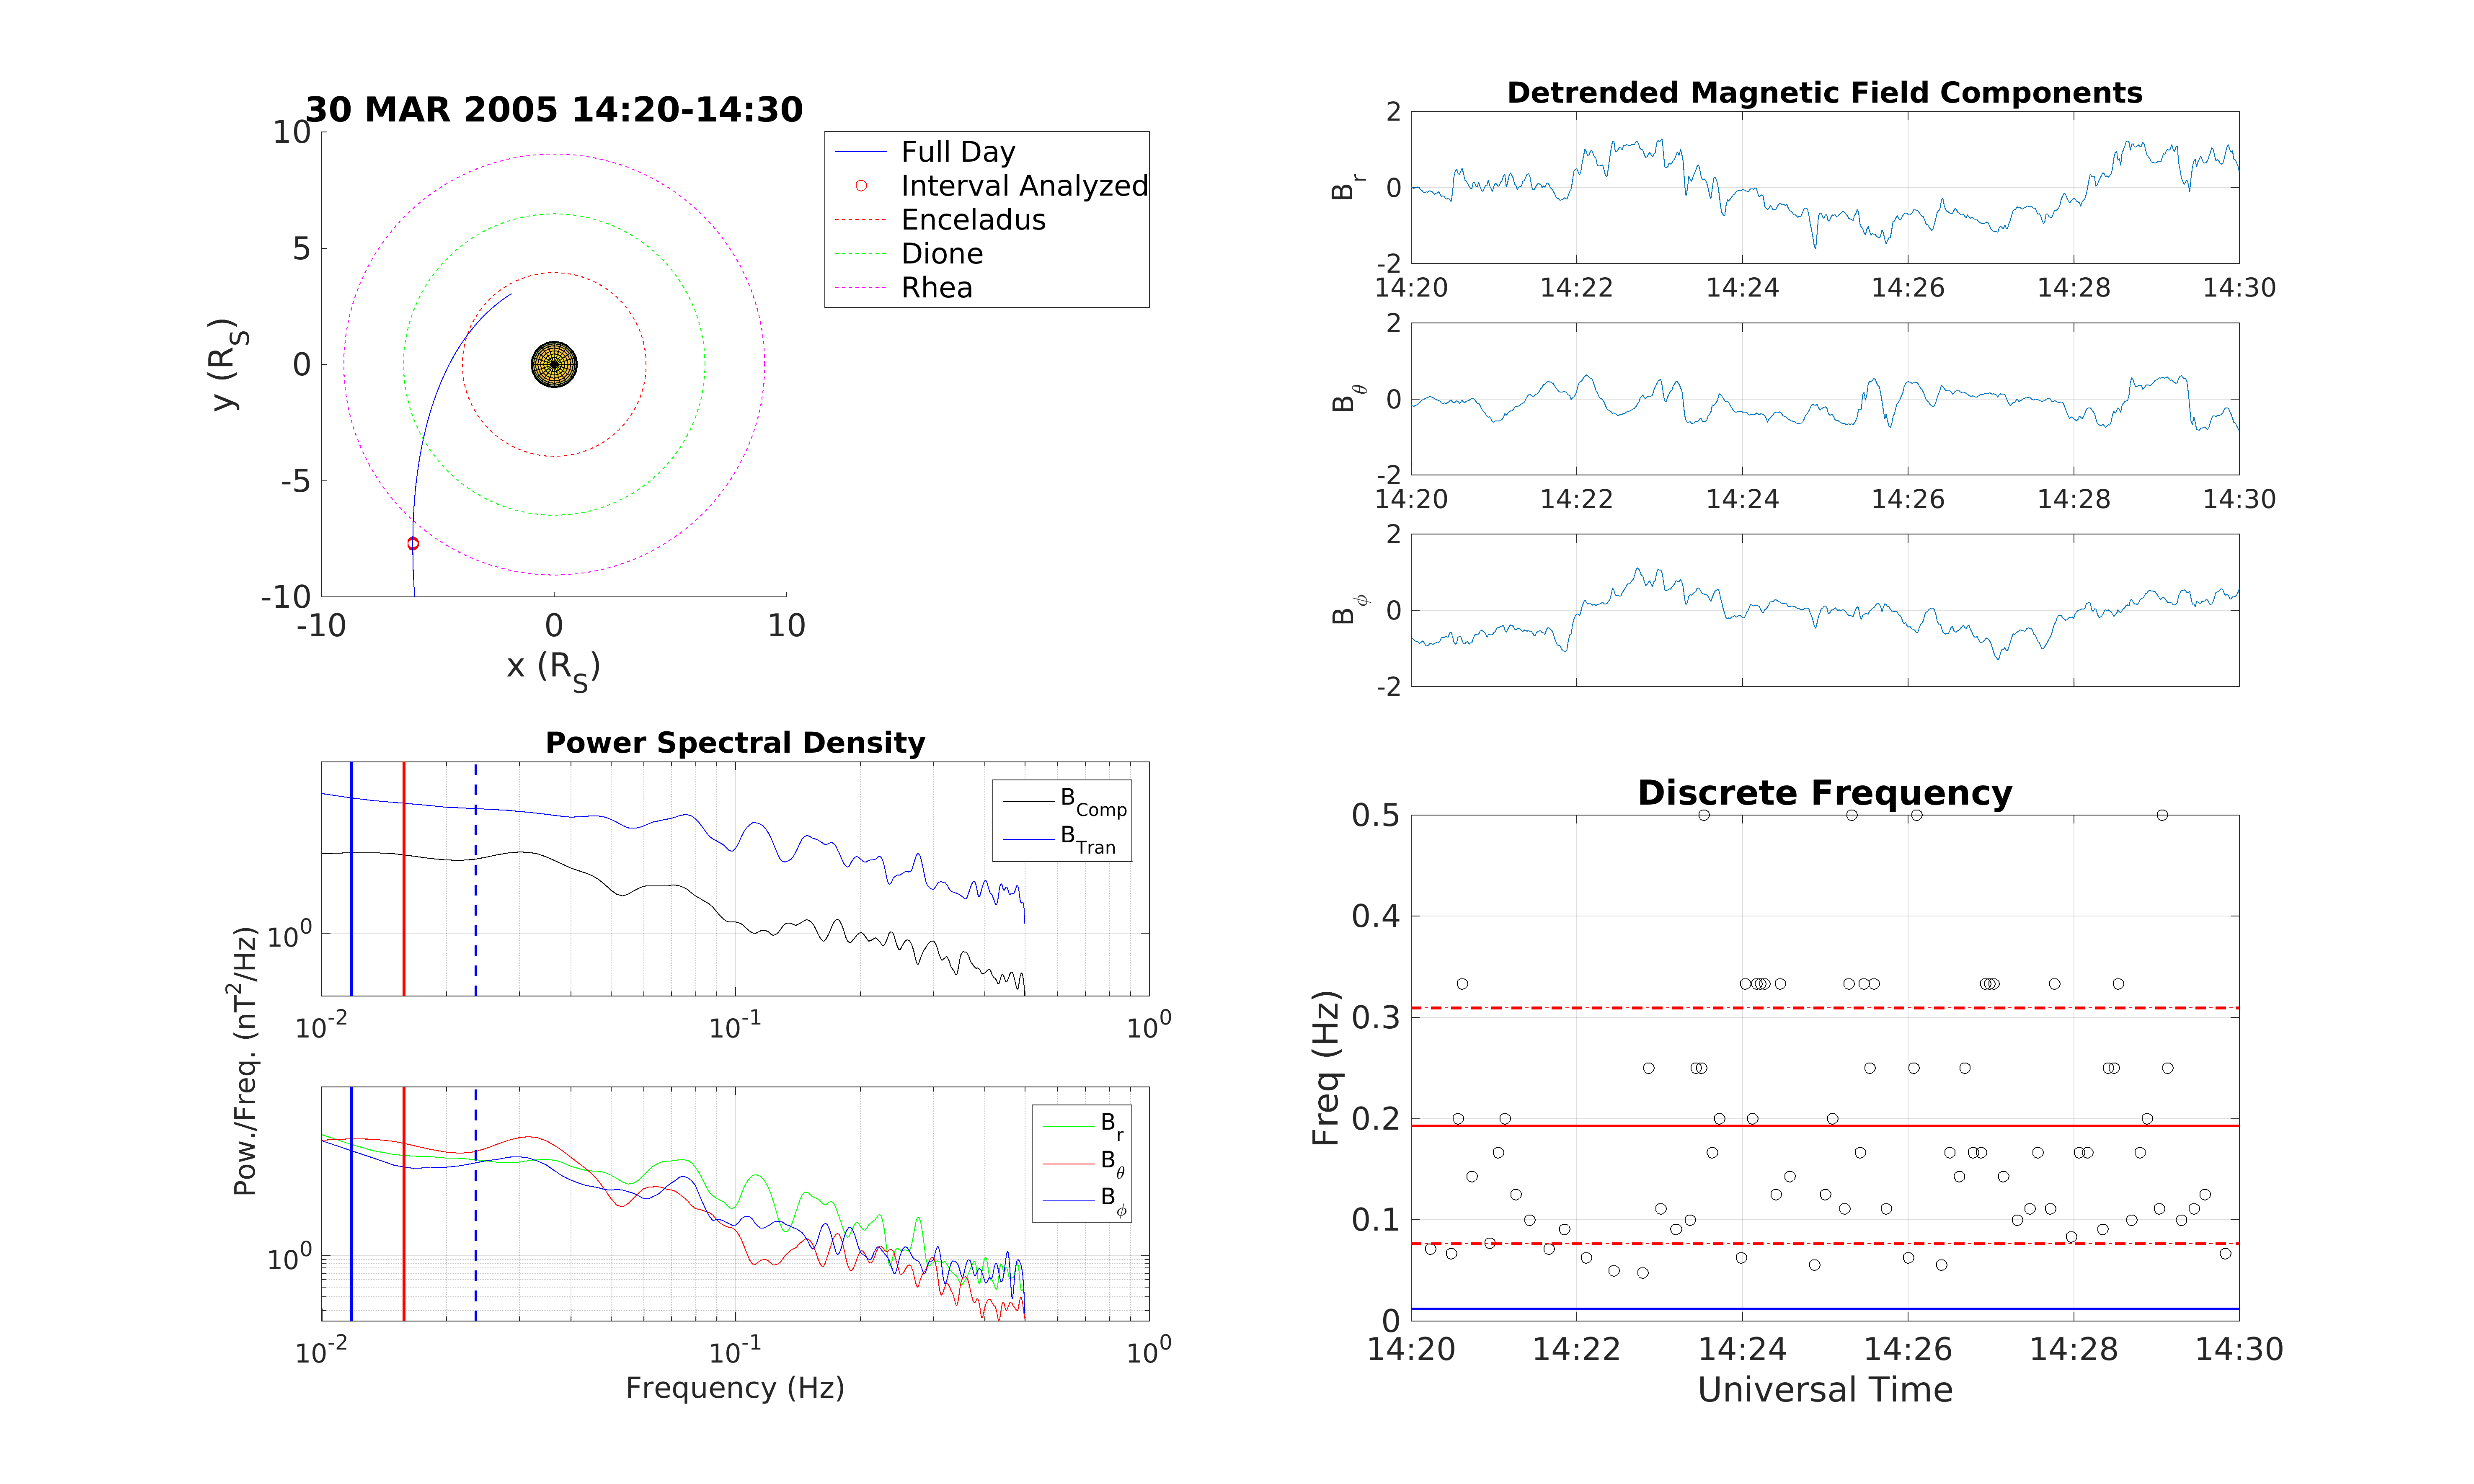 30 MAR 2005 14:20-14:30
10
5
0
-5
-10
-10
0
10
y (R_S)
x (R_S)
Full Day
Interval Analyzed
Enceladus
Dione
Rhea
Detrended Magnetic Field Components
2
0
-2
B_r
14:20 14:22 14:24 14:26 14:28 14:30
2
0
-2
B_θ
14:20 14:22 14:24 14:26 14:28 14:30
2
0
-2
B_ϕ
Power Spectral Density
B_Comp
B_Tran
10^0
10^-2 10^-1 10^0
Pow./Freq. (nT^2/Hz)
B_r
B_θ
B_ϕ
10^0
10^-2 10^-1 10^0
Frequency (Hz)
Discrete Frequency
0.5
0.4
0.3
0.2
0.1
0
Freq (Hz)
14:20 14:22 14:24 14:26 14:28 14:30
Universal Time